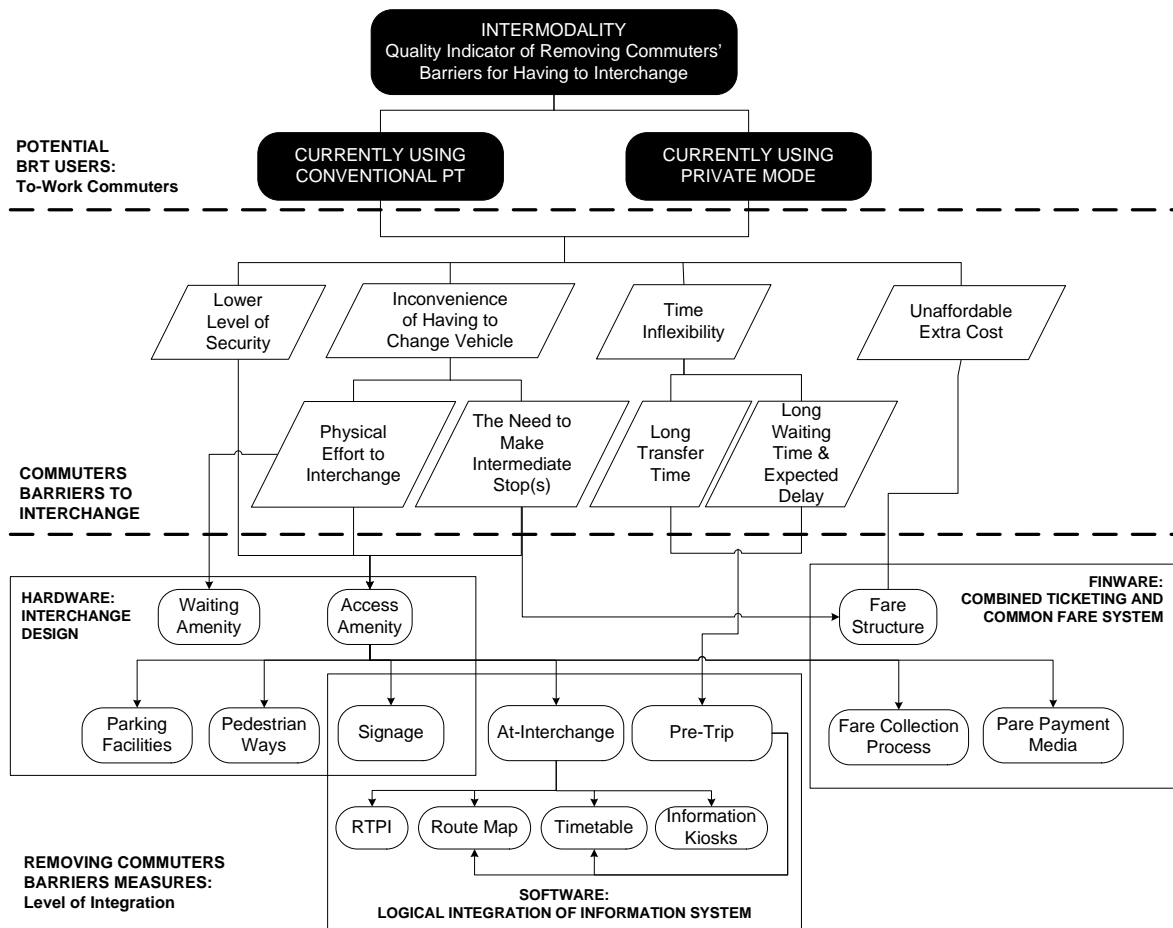 INTERMODALITY
Quality Indicator of Removing Commuters'
Barriers for Having to Interchange
POTENTIAL
BRT USERS:
To-Work Commuters
CURRENTLY USING
CONVENTIONAL PT
CURRENTLY USING
PRIVATE MODE
Lower
Level of
Security
Inconvenience
of Having to
Change Vehicle
Time
Inflexibility
Unaffordable
Extra Cost
Physical
Effort to
Interchange
The Need to
Make
Intermediate
Stop(s)
Long
Transfer
Time
Long
Waiting
Time &
Expected
Delay
COMMUTERS
BARRIERS TO
INTERCHANGE
HARDWARE:
INTERCHANGE
DESIGN
Waiting
Amenity
Access
Amenity
Fare
Structure
FINWARE:
COMBINED TICKETING AND
COMMON FARE SYSTEM
Parking
Facilities
Pedestrian
Ways
Signage
At-Interchange
Pre-Trip
Fare Collection
Process
Pare Payment
Media
RTPI
Route Map
Timetable
Information
Kiosks
REMOVING COMMUTERS
BARRIERS MEASURES:
Level of Integration
SOFTWARE:
LOGICAL INTEGRATION OF INFORMATION SYSTEM